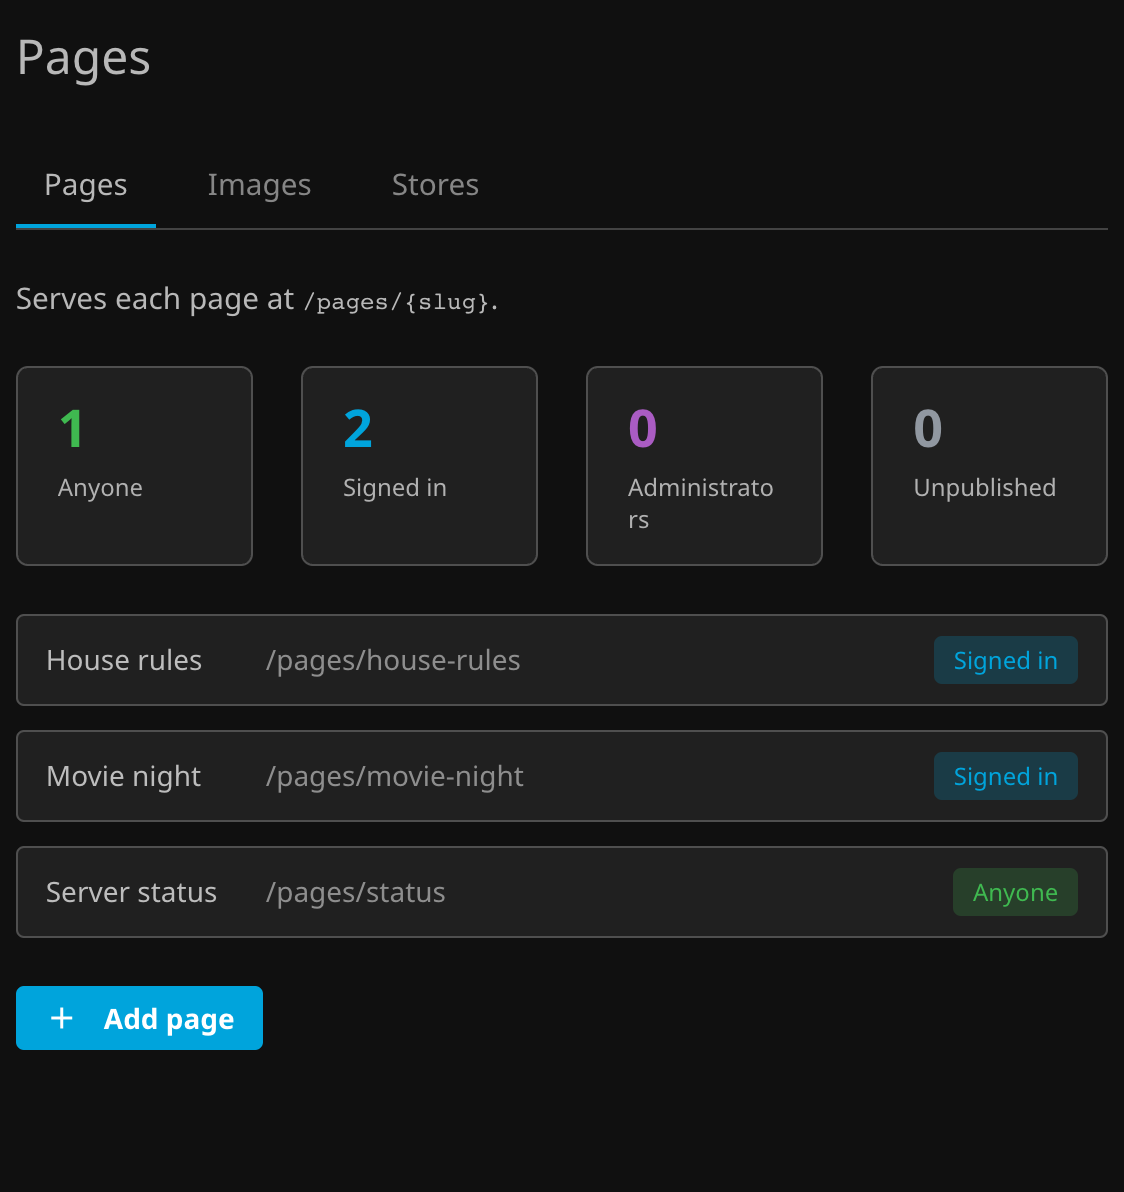 Pages
Pages Images Stores
Serves each page at /pages/{slug}.
1 2 0 0
Anyone Signed in Administrato Unpublished
rs
House rules /pages/house-rules Signed in
Movie night /pages/movie-night Signed in
Server status /pages/status Anyone
+ Add page